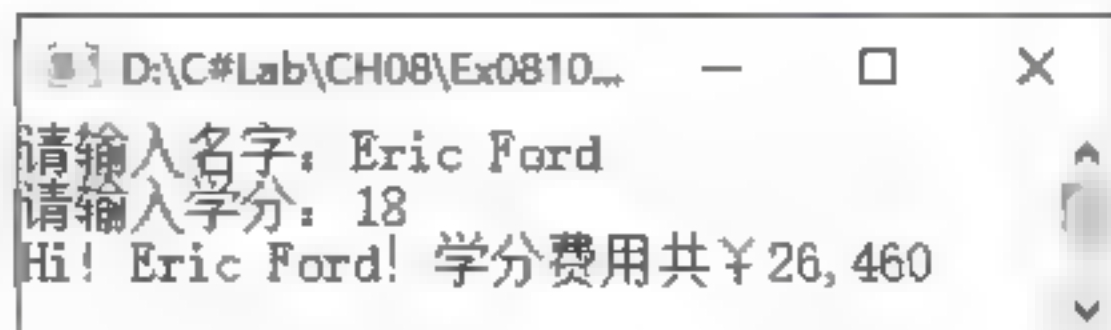 D:\C#Lab\CH08\Ex0810...
请输入名字：Eric Ford
请输入学分：18
Hi! Eric Ford! 学分费用共￥26,460